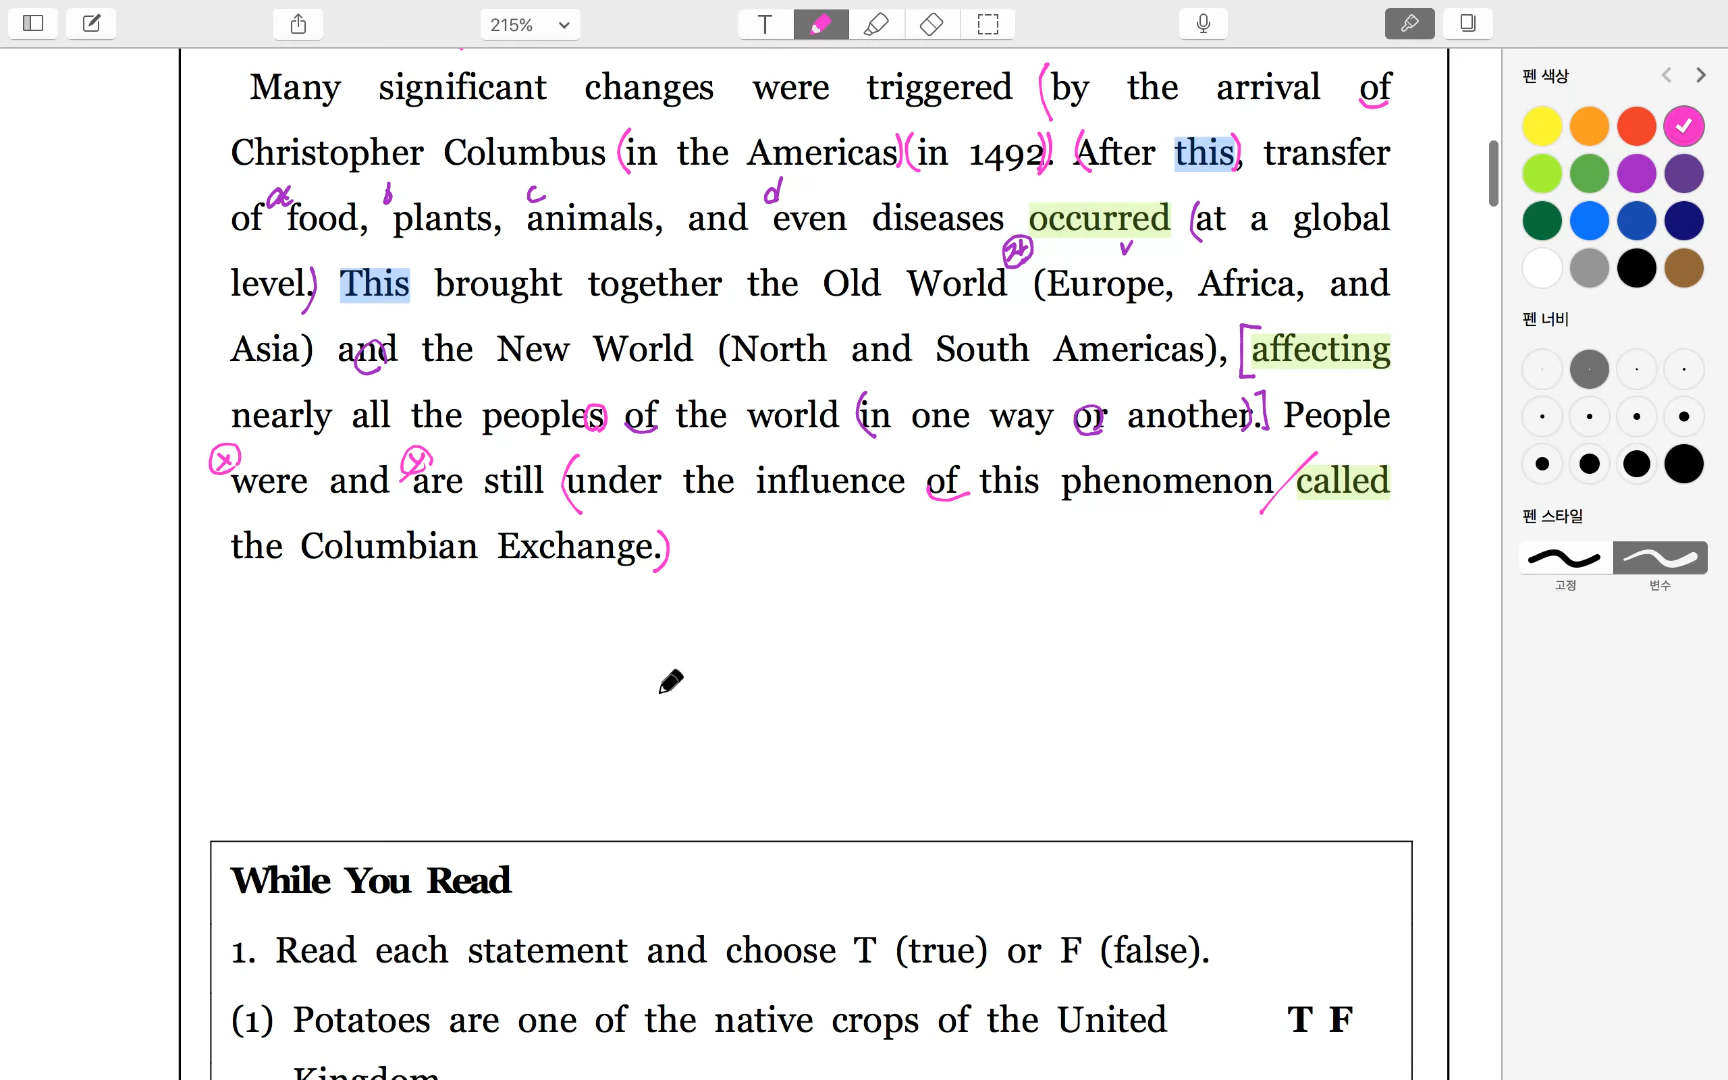 215%
T
펜 색상
Many significant changes were triggered (by the arrival of
Christopher Columbus (in the Americas)(in 1492)). (After this), transfer
a b c d
of food, plants, animals, and even diseases occurred (at a global
v
level.) This brought together the Old World (Europe, Africa, and
펜 너비
Asia) and the New World (North and South Americas), [affecting
nearly all the peoples of the world (in one way or another).] People
x y
were and are still (under the influence of this phenomenon / called
펜 스타일
the Columbian Exchange.)
고정 변수
While You Read
1. Read each statement and choose T (true) or F (false).
(1) Potatoes are one of the native crops of the United T F
Kingdom